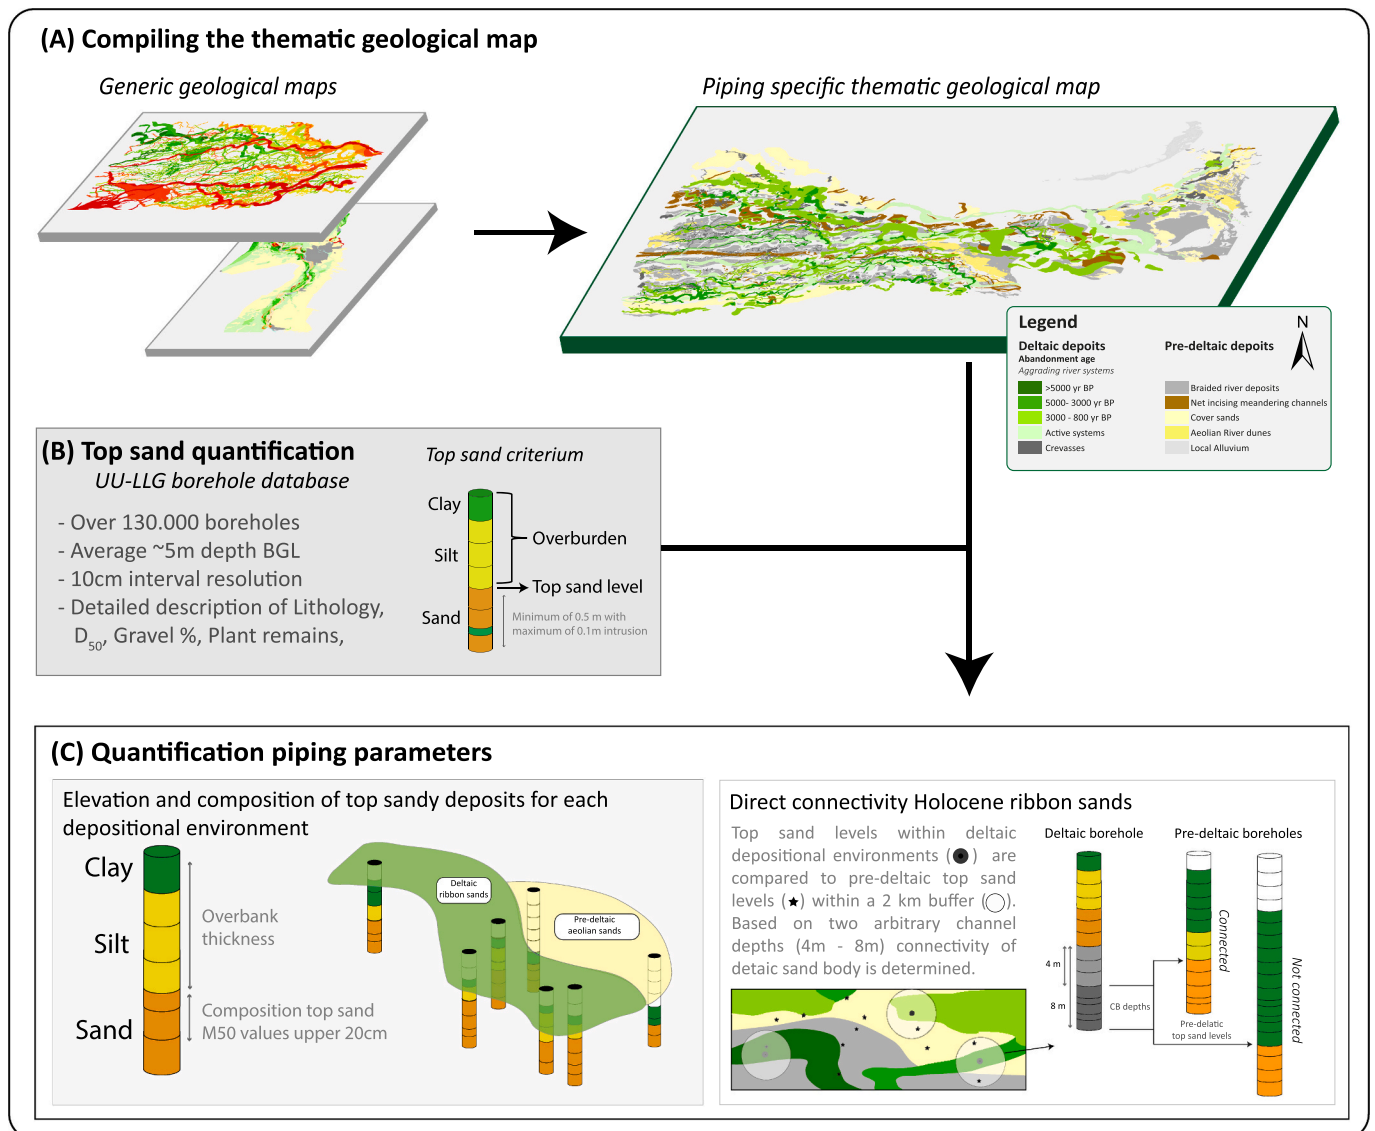 (A) Compiling the thematic geological map
Generic geological maps
Piping specific thematic geological map
Legend
N
Deltaic depoits
Abandonment age
Aggrading river systems
>5000 yr BP
5000- 3000 yr BP
3000 - 800 yr BP
Active systems
Crevasses
Pre-deltaic depoits
Braided river deposits
Net incising meandering channels
Cover sands
Aeolian River dunes
Local Alluvium
(B) Top sand quantification
UU-LLG borehole database
- Over 130.000 boreholes
- Average ~5m depth BGL
- 10cm interval resolution
- Detailed description of Lithology,
D50, Gravel %, Plant remains,
Top sand criterium
Clay
Silt
Sand
Overburden
Top sand level
Minimum of 0.5 m with
maximum of 0.1m intrusion
(C) Quantification piping parameters
Elevation and composition of top sandy deposits for each
depositional environment
Clay
Silt
Sand
Overbank
thickness
Composition top sand
M50 values upper 20cm
Deltaic
ribbon sands
Pre-deltaic
aeolian sands
Direct connectivity Holocene ribbon sands
Top sand levels within deltaic
depositional environments ( ) are
compared to pre-deltaic top sand
levels (★) within a 2 km buffer ( ).
Based on two arbitrary channel
depths (4m - 8m) connectivity of
detaic sand body is determined.
Deltaic borehole
Pre-deltaic boreholes
4 m
8 m
CB depths
Connected
Not connected
Pre-delatic
top sand levels